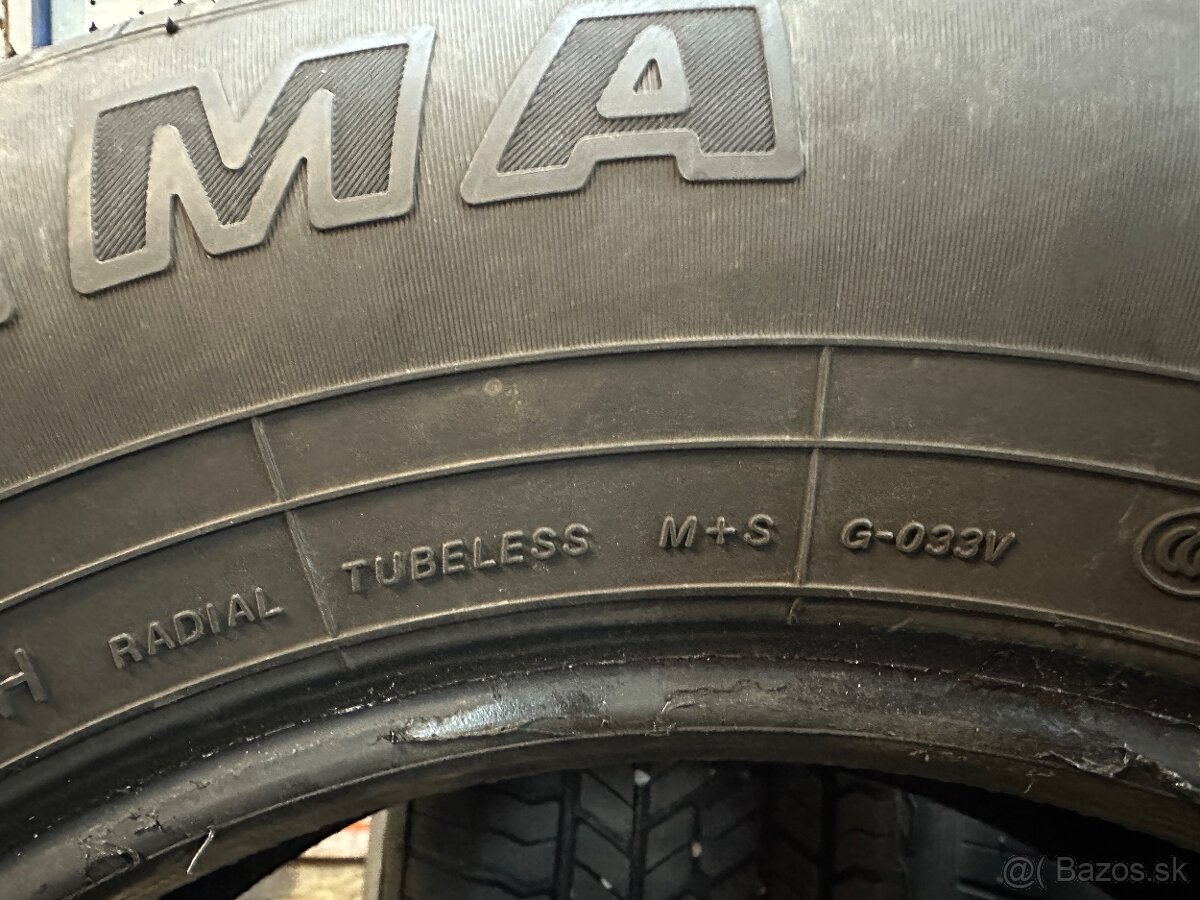 MA
H RADIAL TUBELESS M+S G-033V
@( Bazos.sk